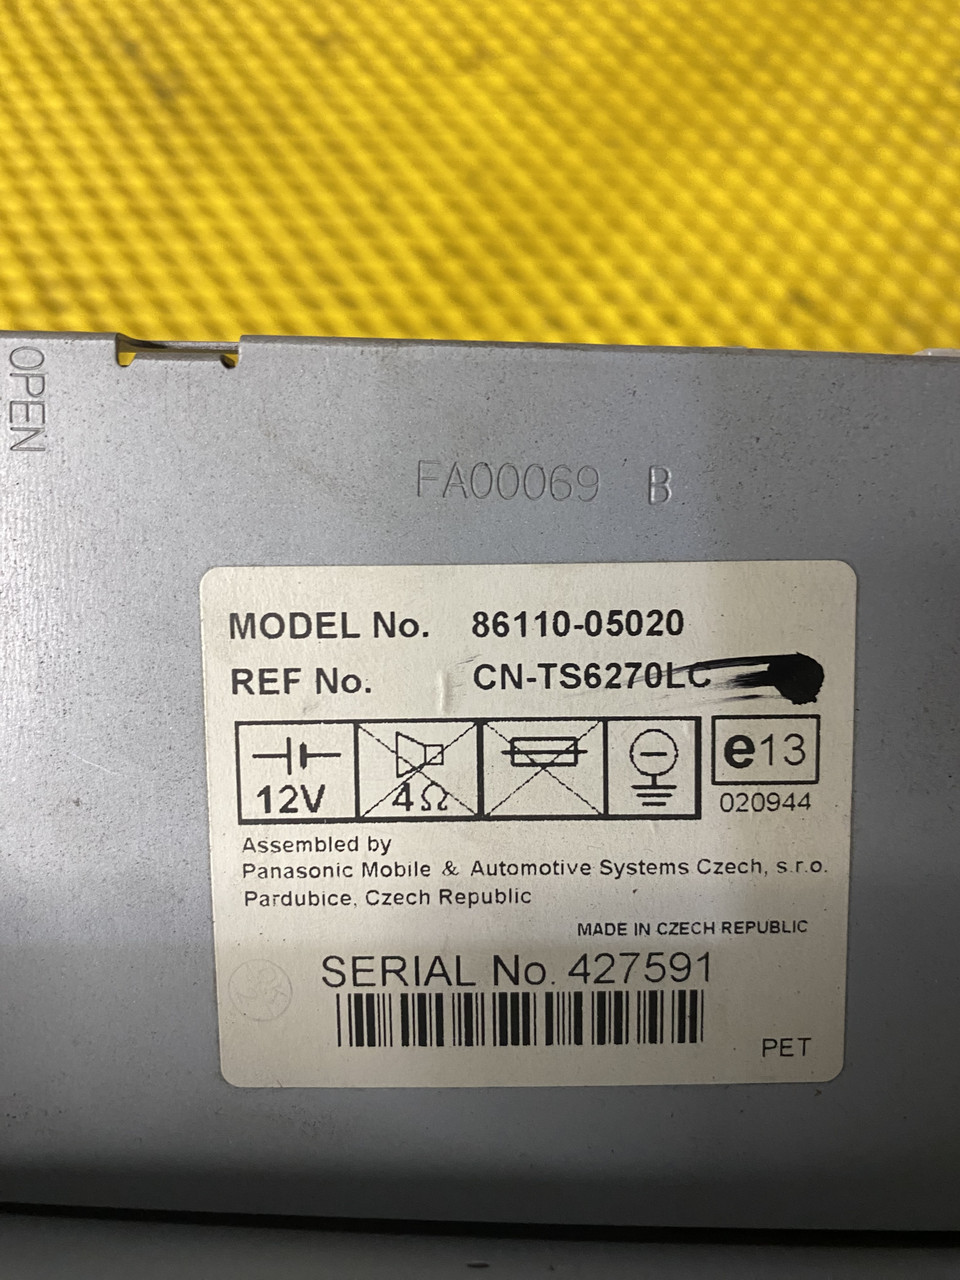 OPEN
FA00069 B
MODEL No. 86110-05020
REF No. CN-TS6270LC
12V
4Ω
e13
020944
Assembled by
Panasonic Mobile & Automotive Systems Czech, s.r.o.
Pardubice, Czech Republic
MADE IN CZECH REPUBLIC
SERIAL No. 427591
PET